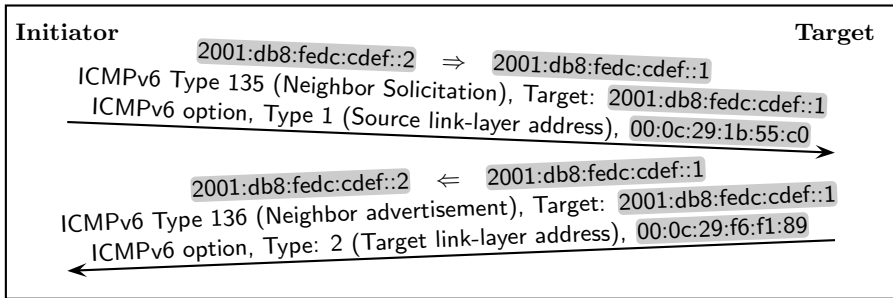 Initiator Target
2001:db8:fedc:cdef::2 ⇒ 2001:db8:fedc:cdef::1
ICMPv6 Type 135 (Neighbor Solicitation), Target: 2001:db8:fedc:cdef::1
ICMPv6 option, Type 1 (Source link-layer address), 00:0c:29:1b:55:c0
2001:db8:fedc:cdef::2 ⇐ 2001:db8:fedc:cdef::1
ICMPv6 Type 136 (Neighbor advertisement), Target: 2001:db8:fedc:cdef::1
ICMPv6 option, Type: 2 (Target link-layer address), 00:0c:29:f6:f1:89